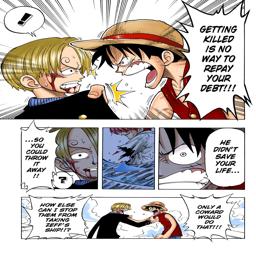 !
GETTING
KILLED IS
NO WAY TO
REPAY
YOUR
DEBT!!!
HE
DIDN'T
SAVE
YOUR
LIFE...
...SO
YOU
COULD
THROW
IT
AWAY!!
?
ONLY
A
COWARD
WOULD
DO
THAT!!!
HOW ELSE
CAN I STOP
THEM FROM
TAKING
ZEFF'S
SHIP!?